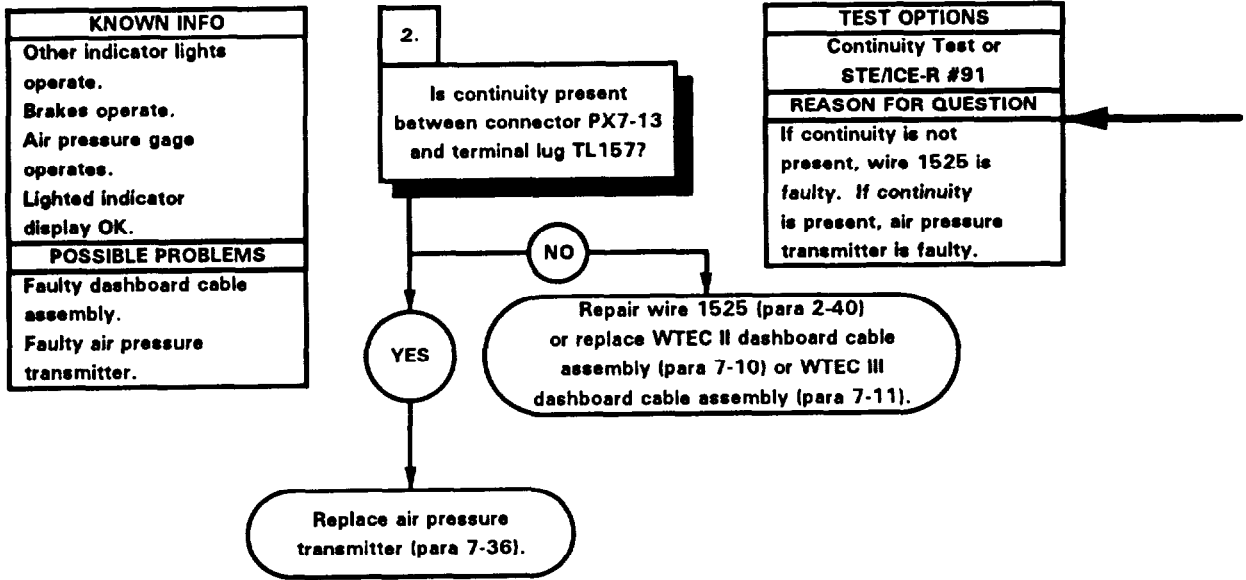 KNOWN INFO
Other indicator lights
operate.
Brakes operate.
Air pressure gage
operates.
Lighted indicator
display OK.
POSSIBLE PROBLEMS
Faulty dashboard cable
assembly.
Faulty air pressure
transmitter.
2.
Is continuity present
between connector PX7-13
and terminal lug TL157?
TEST OPTIONS
Continuity Test or
STE/ICE-R #91
REASON FOR QUESTION
If continuity is not
present, wire 1525 is
faulty. If continuity
is present, air pressure
transmitter is faulty.
NO
YES
Repair wire 1525 (para 2-40)
or replace WTEC II dashboard cable
assembly (para 7-10) or WTEC III
dashboard cable assembly (para 7-11).
Replace air pressure
transmitter (para 7-36).